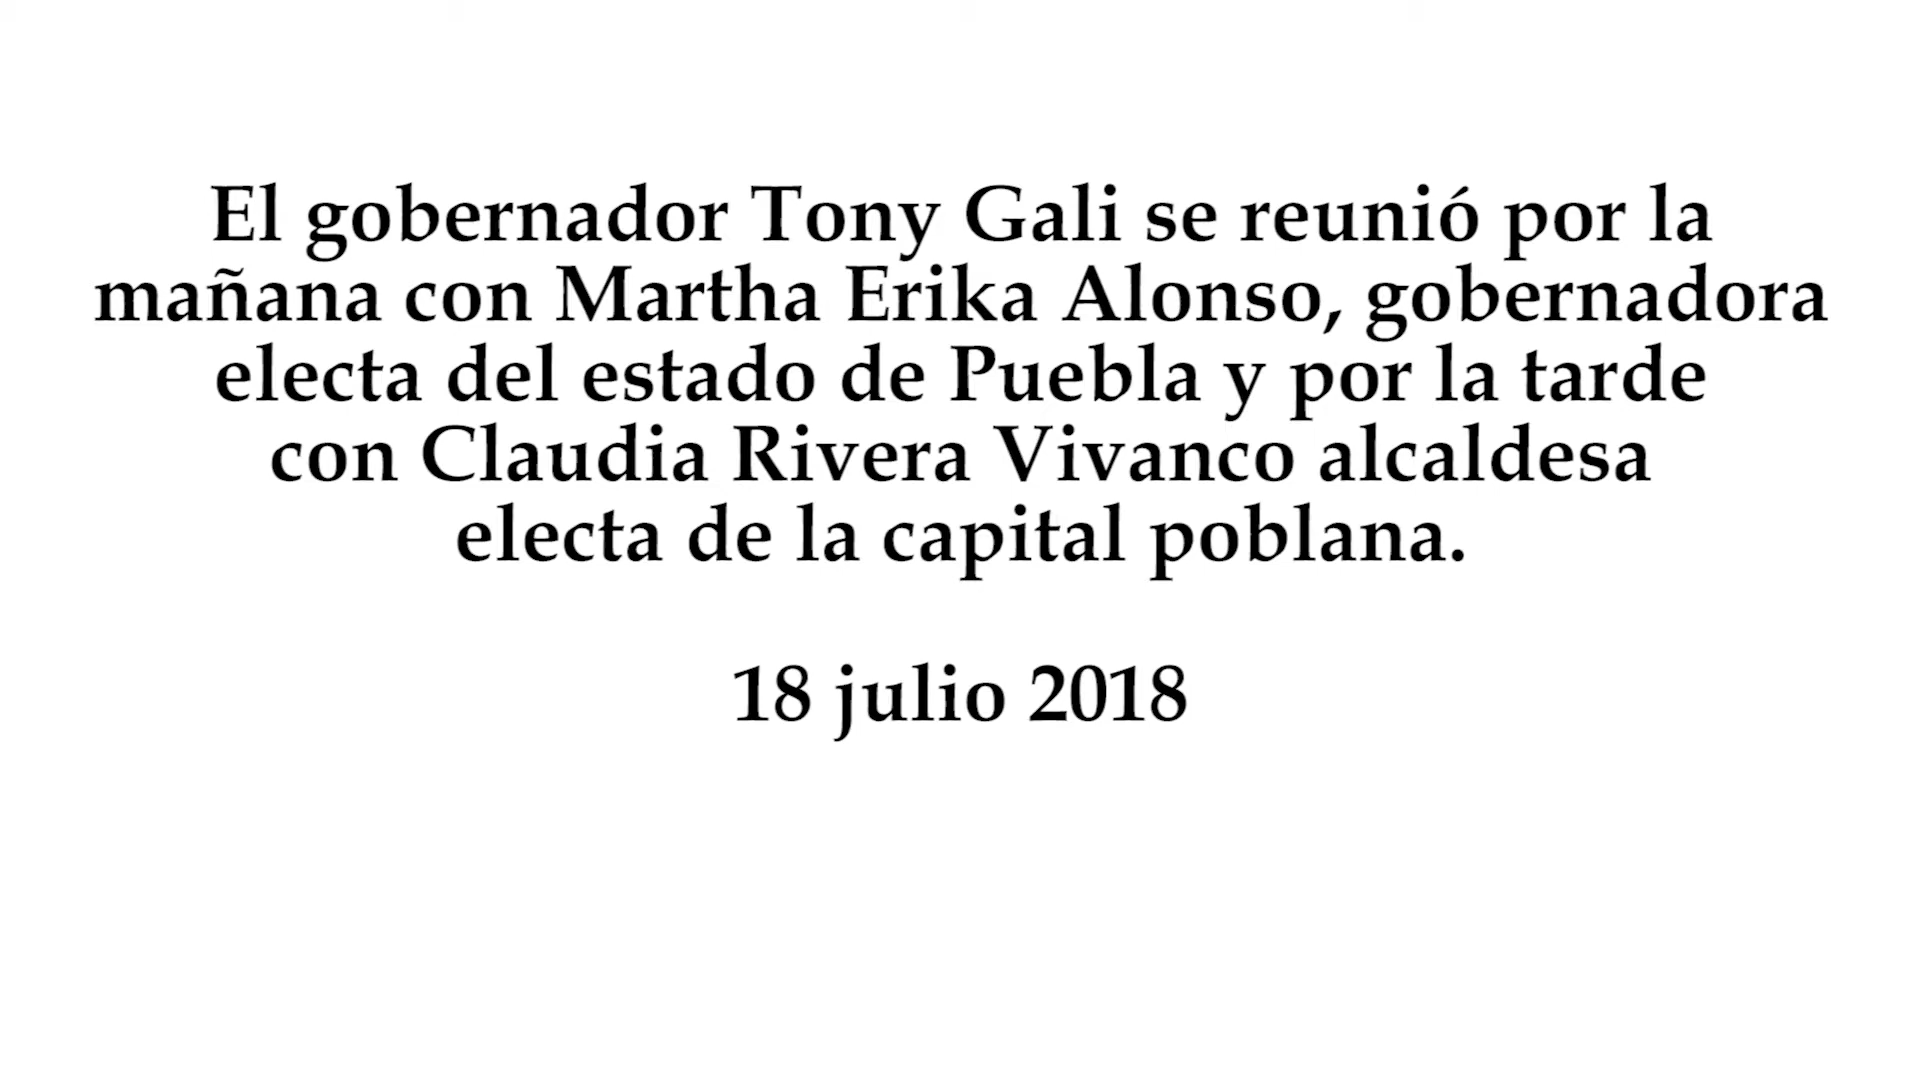 El gobernador Tony Gali se reunió por la
mañana con Martha Erika Alonso, gobernadora
electa del estado de Puebla y por la tarde
con Claudia Rivera Vivanco alcaldesa
electa de la capital poblana.
18 julio 2018